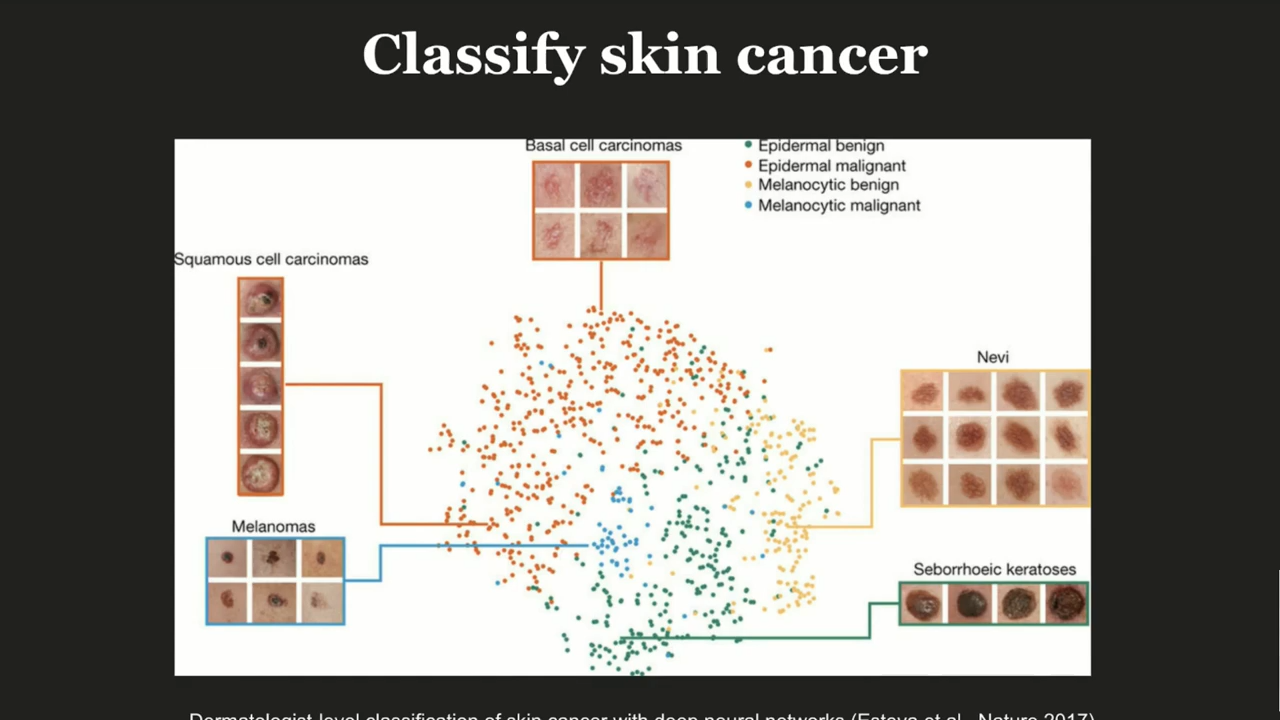 Classify skin cancer
Basal cell carcinomas
Epidermal benign
Epidermal malignant
Melanocytic benign
Melanocytic malignant
Squamous cell carcinomas
Nevi
Melanomas
Seborrhoeic keratoses
Dermatologist-level classification of skin cancer with deep neural networks (Esteva et al., Nature 2017)